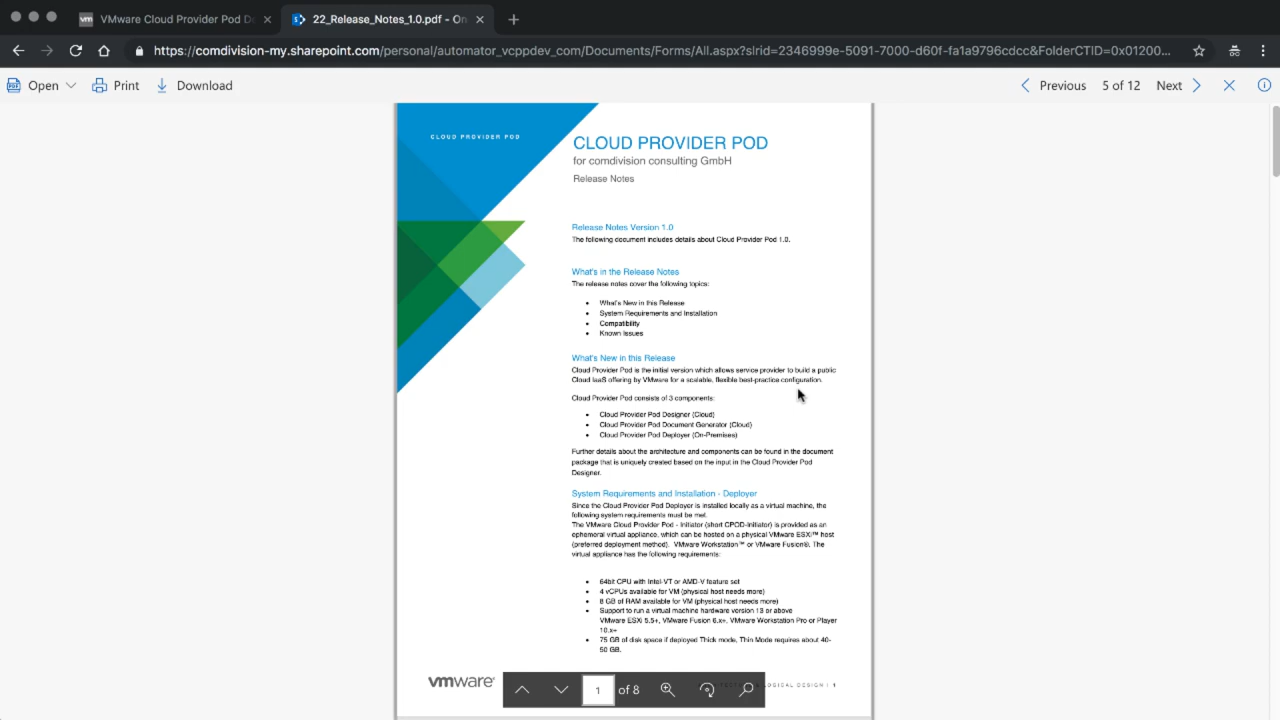 VMware Cloud Provider Pod De
22_Release_Notes_1.0.pdf - On
https://comdivision-my.sharepoint.com/personal/automator_vcppdev_com/Documents/Forms/All.aspx?slrid=2346999e-5091-7000-d60f-fa1a9796cdcc&FolderCTID=0x01200...
Open Print Download Previous 5 of 12 Next
CLOUD PROVIDER POD
CLOUD PROVIDER POD
for comdivision consulting GmbH
Release Notes
Release Notes Version 1.0
The following document includes details about Cloud Provider Pod 1.0.
What's in the Release Notes
The release notes cover the following topics:
• What's New in this Release
• System Requirements and Installation
• Compatibility
• Known Issues
What's New in this Release
Cloud Provider Pod is the initial version which allows service provider to build a public
Cloud IaaS offering by VMware for a scalable, flexible best-practice configuration.
Cloud Provider Pod consists of 3 components:
• Cloud Provider Pod Designer (Cloud)
• Cloud Provider Pod Document Generator (Cloud)
• Cloud Provider Pod Deployer (On-Premises)
Further details about the architecture and components can be found in the document
package that is uniquely created based on the input in the Cloud Provider Pod
Designer.
System Requirements and Installation - Deployer
Since the Cloud Provider Pod Deployer is installed locally as a virtual machine, the
following system requirements must be met.
The VMware Cloud Provider Pod - Initiator (short CPOD-Initiator) is provided as an
ephemeral virtual appliance, which can be hosted on a physical VMware ESXi™ host
(preferred deployment method). VMware Workstation™ or VMware Fusion®. The
virtual appliance has the following requirements:
• 64bit CPU with Intel-VT or AMD-V feature set
• 4 vCPUs available for VM (physical host needs more)
• 8 GB of RAM available for VM (physical host needs more)
• Support to run a virtual machine hardware version 13 or above
VMware ESXi 5.5+, VMware Fusion 6.x+, VMware Workstation Pro or Player
10.x+
• 75 GB of disk space if deployed Thick mode, Thin Mode requires about 40-
50 GB.
vmware
LOGICAL DESIGN | 1
1 of 8